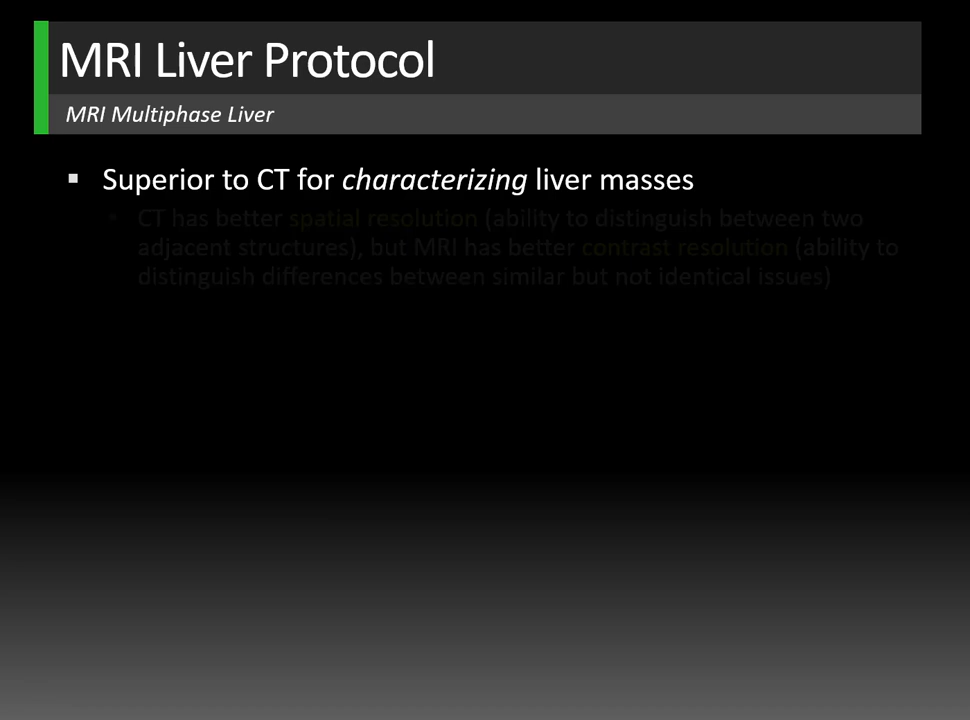 MRI Liver Protocol
MRI Multiphase Liver
▪ Superior to CT for characterizing liver masses
• CT has better spatial resolution (ability to distinguish between two
adjacent structures), but MRI has better contrast resolution (ability to
distinguish differences between similar but not identical issues)